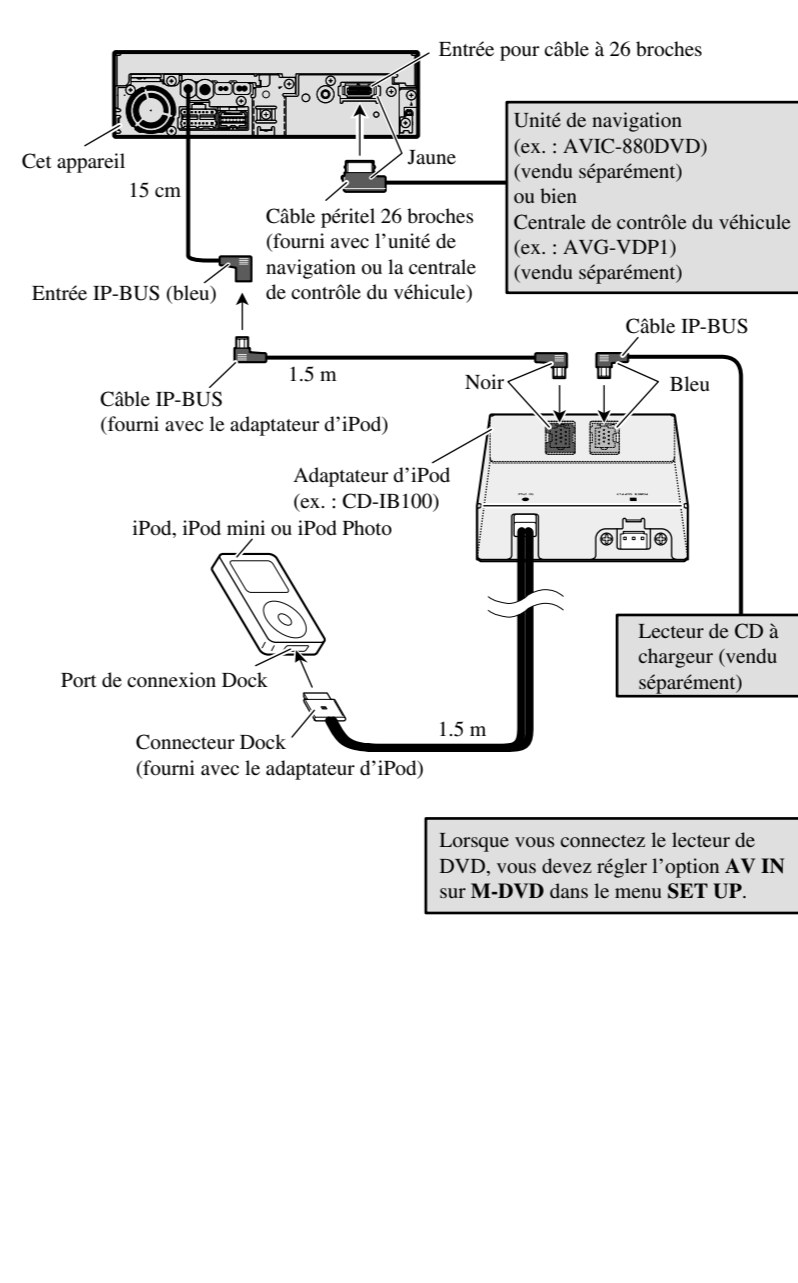 Entrée pour câble à 26 broches
Cet appareil
Jaune
15 cm
Unité de navigation
(ex. : AVIC-880DVD)
(vendu séparément)
ou bien
Centrale de contrôle du véhicule
(ex. : AVG-VDP1)
(vendu séparément)
Câble péritel 26 broches
(fourni avec l’unité de
navigation ou la centrale
de contrôle du véhicule)
Entrée IP-BUS (bleu)
Câble IP-BUS
1.5 m
Noir
Bleu
Câble IP-BUS
(fourni avec le adaptateur d’iPod)
Adaptateur d’iPod
(ex. : CD-IB100)
iPod, iPod mini ou iPod Photo
Lecteur de CD à
chargeur (vendu
séparément)
Port de connexion Dock
1.5 m
Connecteur Dock
(fourni avec le adaptateur d’iPod)
Lorsque vous connectez le lecteur de
DVD, vous devez régler l’option AV IN
sur M-DVD dans le menu SET UP.